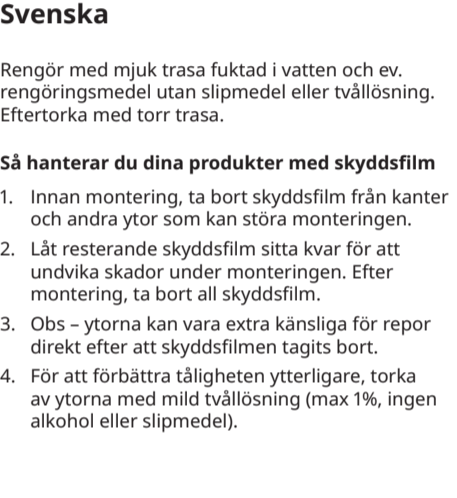 Svenska
Rengör med mjuk trasa fuktad i vatten och ev.
rengöringsmedel utan slipmedel eller tvållösning.
Eftertorka med torr trasa.
Så hanterar du dina produkter med skyddsfilm
1. Innan montering, ta bort skyddsfilm från kanter
och andra ytor som kan störa monteringen.
2. Låt resterande skyddsfilm sitta kvar för att
undvika skador under monteringen. Efter
montering, ta bort all skyddsfilm.
3. Obs – ytorna kan vara extra känsliga för repor
direkt efter att skyddsfilmen tagits bort.
4. För att förbättra tåligheten ytterligare, torka
av ytorna med mild tvållösning (max 1%, ingen
alkohol eller slipmedel).